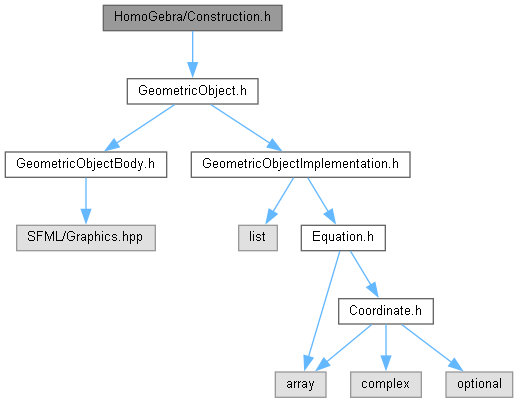 HomoGebra/Construction.h
GeometricObject.h
GeometricObjectBody.h
GeometricObjectImplementation.h
SFML/Graphics.hpp
list
Equation.h
Coordinate.h
array
complex
optional